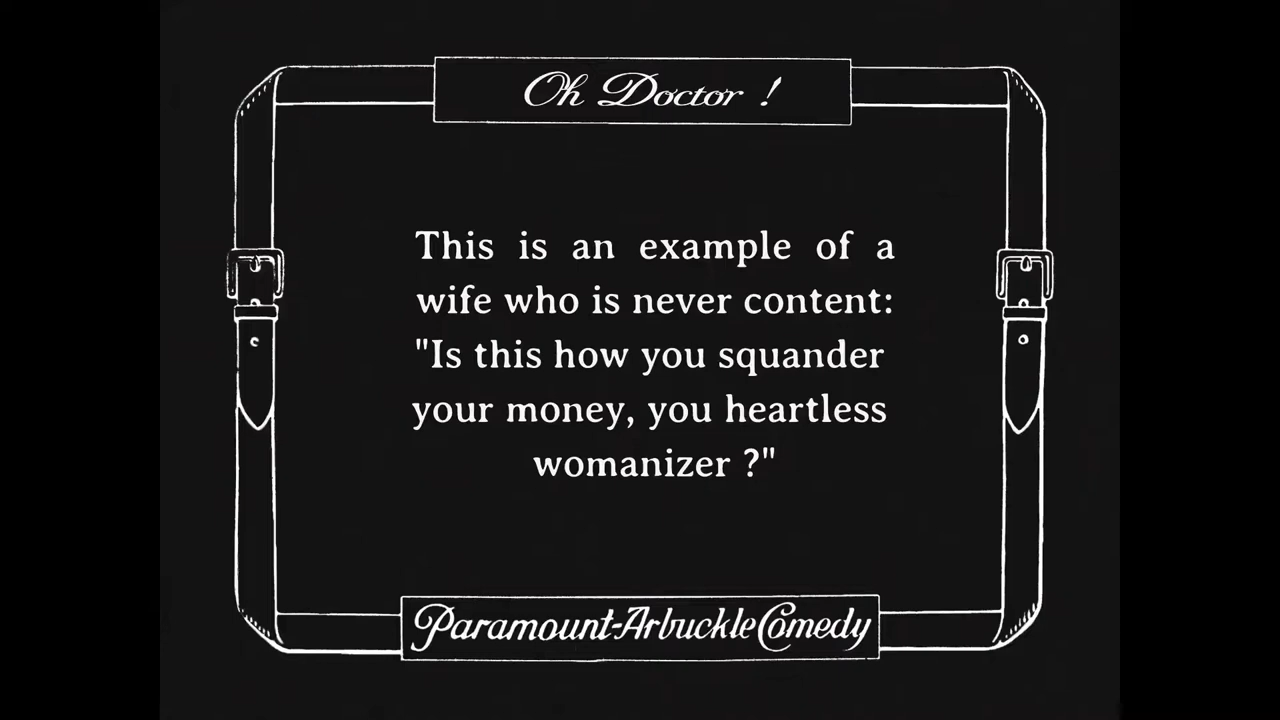 Oh Doctor !
This is an example of a
wife who is never content:
"Is this how you squander
your money, you heartless
womanizer ?"
Paramount-Arbuckle Comedy